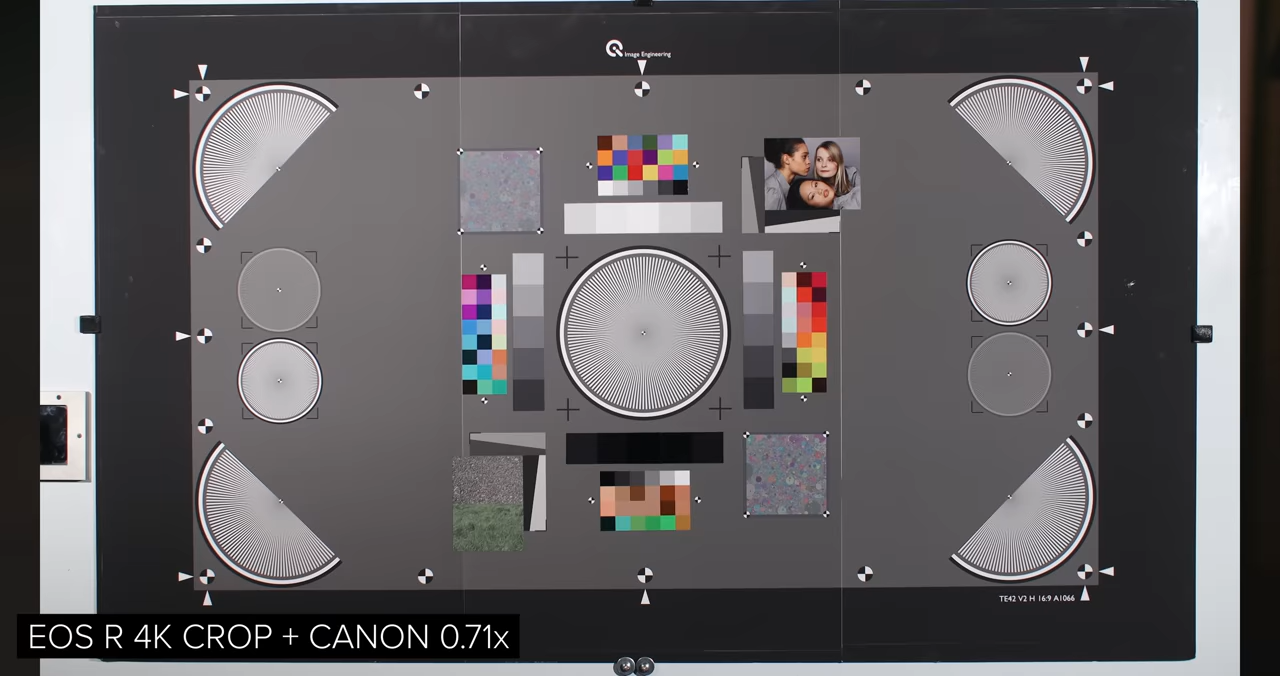 Image Engineering
TE42 V2 H 16:9 A1066
EOS R 4K CROP + CANON 0.71x